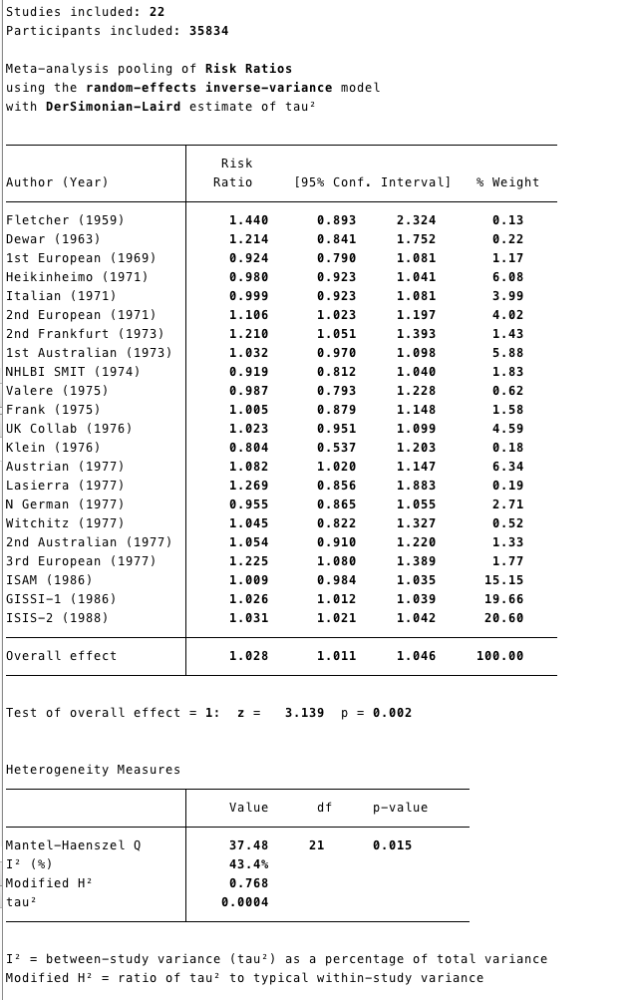 Studies included: 22
Participants included: 35834
Meta-analysis pooling of Risk Ratios
using the random-effects inverse-variance model
with DerSimonian-Laird estimate of tau²
Risk
Author (Year) Ratio [95% Conf. Interval] % Weight
Fletcher (1959) 1.440 0.893 2.324 0.13
Dewar (1963) 1.214 0.841 1.752 0.22
1st European (1969) 0.924 0.790 1.081 1.17
Heikinheimo (1971) 0.980 0.923 1.041 6.08
Italian (1971) 0.999 0.923 1.081 3.99
2nd European (1971) 1.106 1.023 1.197 4.02
2nd Frankfurt (1973) 1.210 1.051 1.393 1.43
1st Australian (1973) 1.032 0.970 1.098 5.88
NHLBI SMIT (1974) 0.919 0.812 1.040 1.83
Valere (1975) 0.987 0.793 1.228 0.62
Frank (1975) 1.005 0.879 1.148 1.58
UK Collab (1976) 1.023 0.951 1.099 4.59
Klein (1976) 0.804 0.537 1.203 0.18
Austrian (1977) 1.082 1.020 1.147 6.34
Lasierra (1977) 1.269 0.856 1.883 0.19
N German (1977) 0.955 0.865 1.055 2.71
Witchitz (1977) 1.045 0.822 1.327 0.52
2nd Australian (1977) 1.054 0.910 1.220 1.33
3rd European (1977) 1.225 1.080 1.389 1.77
ISAM (1986) 1.009 0.984 1.035 15.15
GISSI-1 (1986) 1.026 1.012 1.039 19.66
ISIS-2 (1988) 1.031 1.021 1.042 20.60
Overall effect 1.028 1.011 1.046 100.00
Test of overall effect = 1: z = 3.139 p = 0.002
Heterogeneity Measures
Value df p-value
Mantel-Haenszel Q 37.48 21 0.015
I² (%) 43.4%
Modified H² 0.768
tau² 0.0004
I² = between-study variance (tau²) as a percentage of total variance
Modified H² = ratio of tau² to typical within-study variance